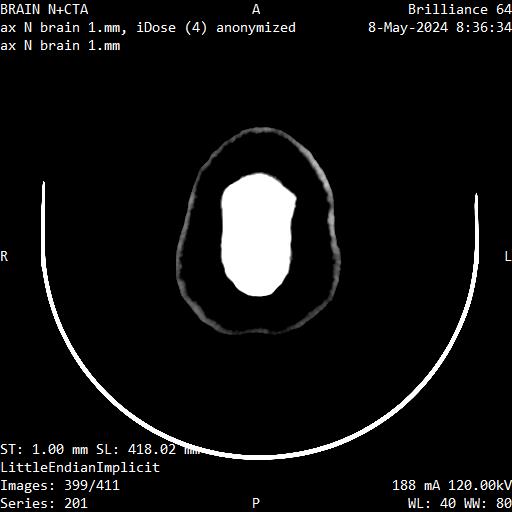 BRAIN N+CTA
A
Brilliance 64
ax N brain 1.mm, iDose (4) anonymized
8-May-2024 8:36:34
ax N brain 1.mm
R
L
ST: 1.00 mm SL: 418.02 mm
LittleEndianImplicit
Images: 399/411
188 mA 120.00kV
Series: 201
P
WL: 40 WW: 80